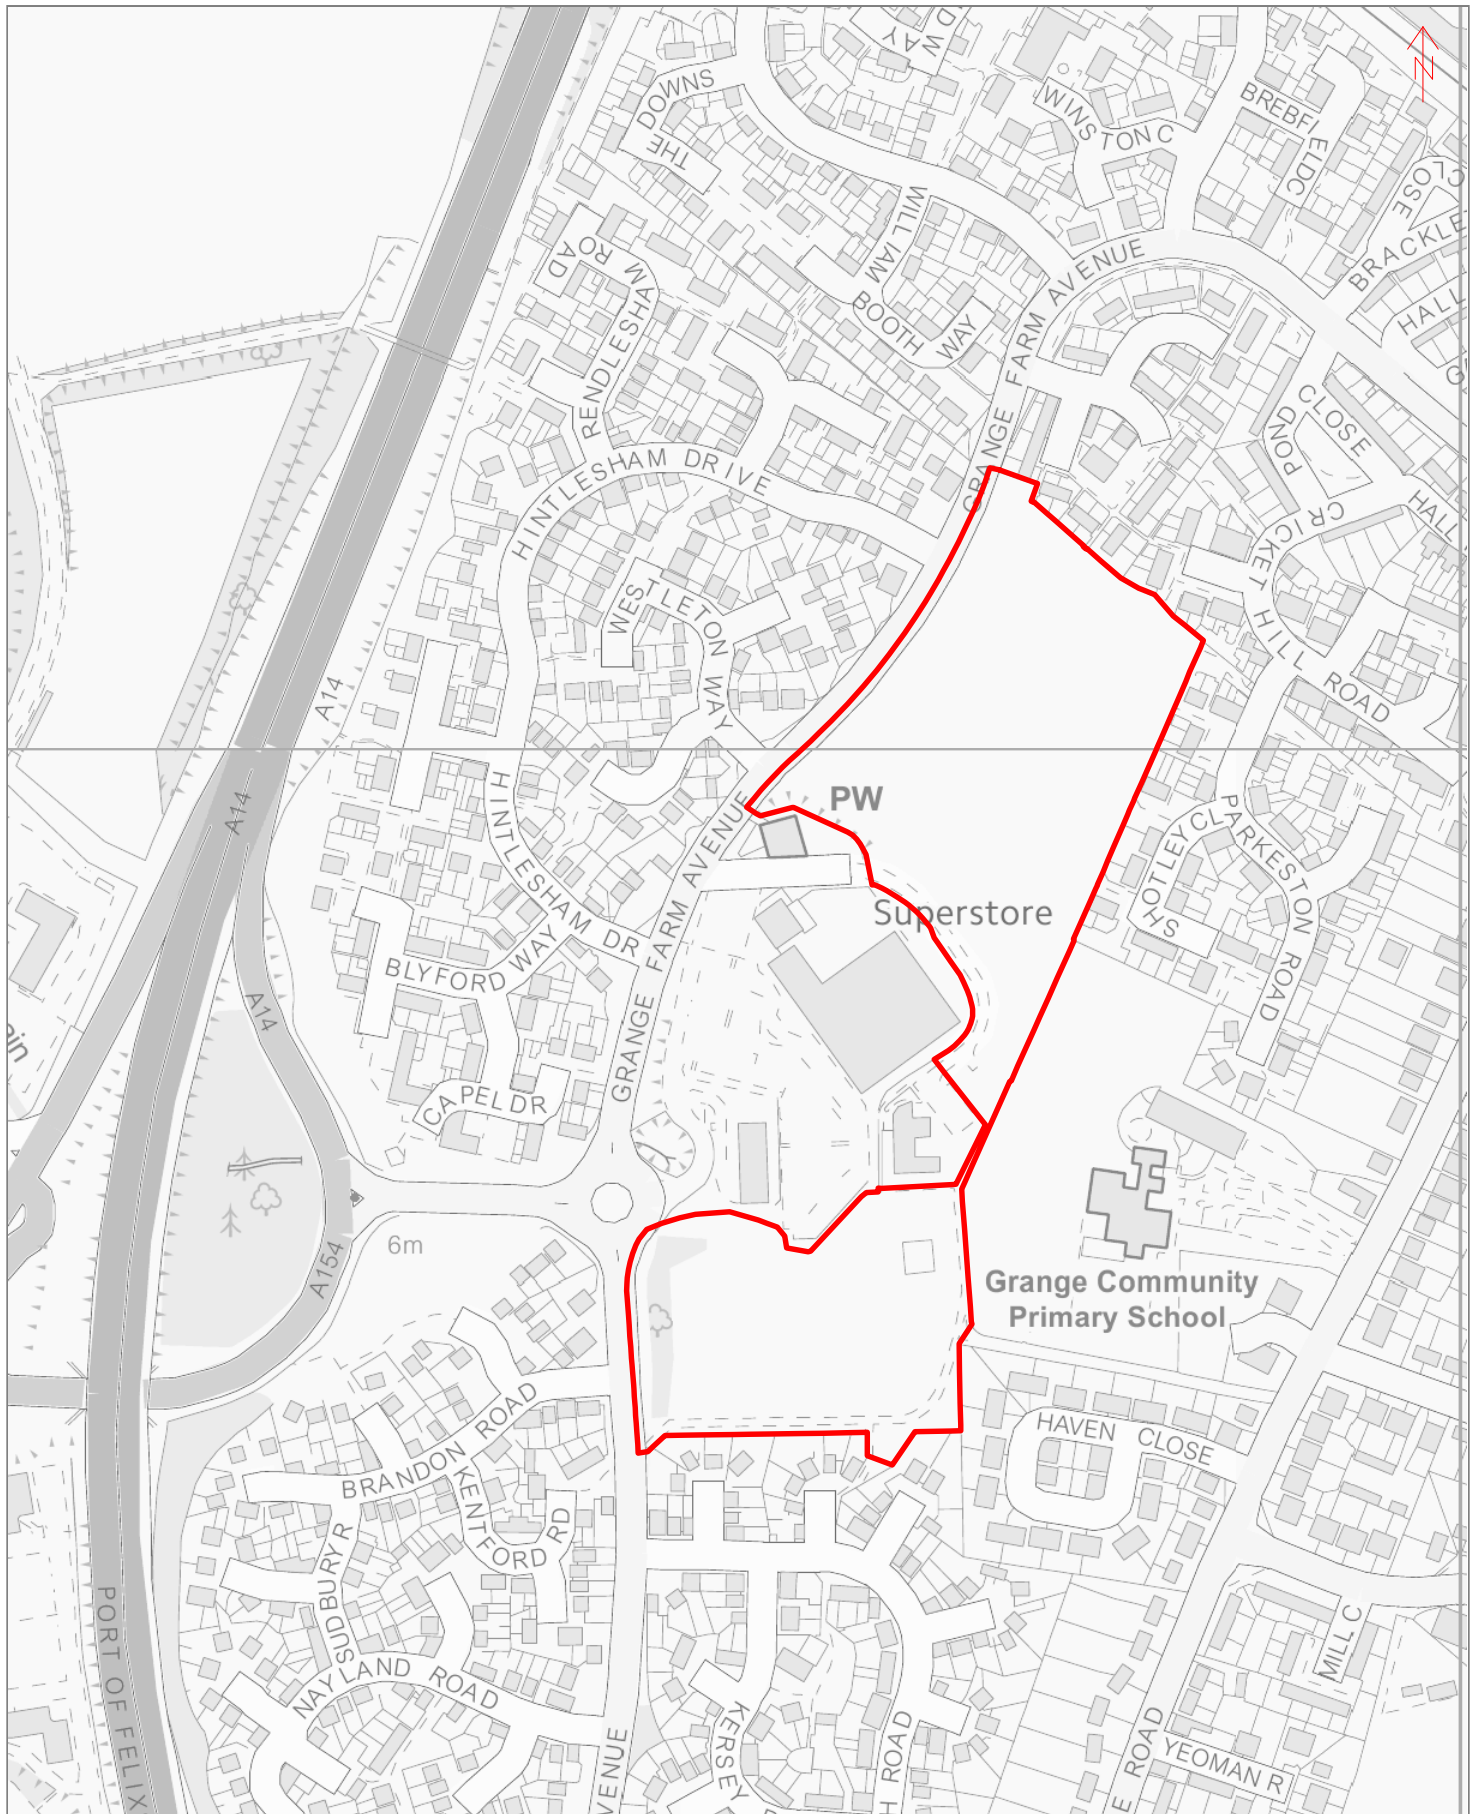 D W
AY
THE DOWNS
WINSTON C
BREBFIELDC
CLOSE
BRACKLE
HALL
WILLIAM
BOOTH
WAY
GRANGE FARM AVENUE
RENDLESHAM ROAD
HINTLESHAM DRIVE
POND CLOSE
HALL
CRICKET HILL ROAD
WESTLETON WAY
A14
A14
PW
HINTLESHAM DR
GRANGE FARM AVENUE
SHOTLEY CL
PARKESTON ROAD
Superstore
BLYFORD WAY
A14
CAPEL DR
A154
6m
Grange Community
Primary School
BRANDON ROAD
KENTFORD RD
SUDBURY R
HAVEN CLOSE
NAYLAND ROAD
PORT OF FELIX
MILL C
KERSEY
H ROAD
VENUE
E ROAD
YEOMAN R
N